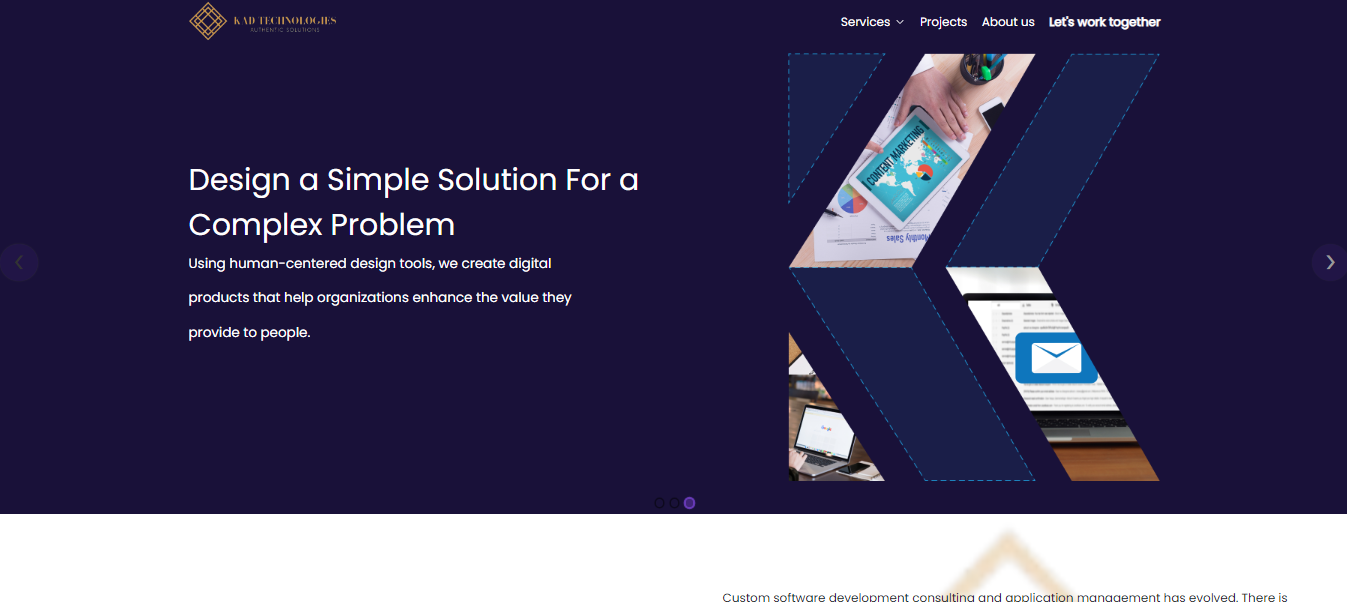 KAD TECHNOLOGIES
AUTHENTIC SOLUTIONS
Services
Projects
About us
Let's work together
Design a Simple Solution For a
Complex Problem
Using human-centered design tools, we create digital
products that help organizations enhance the value they
provide to people.
CONTENT MARKETING
Monthly Sales
Google
Custom software development consulting and application management has evolved. There is